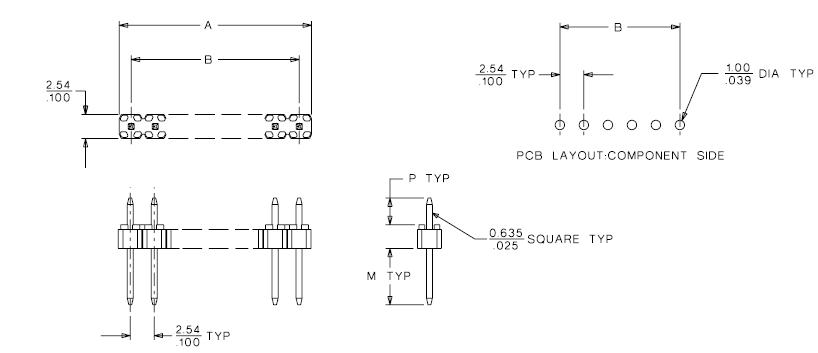 A
B
B
2.54
.100
2.54 TYP
.100
1.00 DIA TYP
.039
PCB LAYOUT:COMPONENT SIDE
P TYP
0.635 SQUARE TYP
.025
M TYP
2.54 TYP
.100